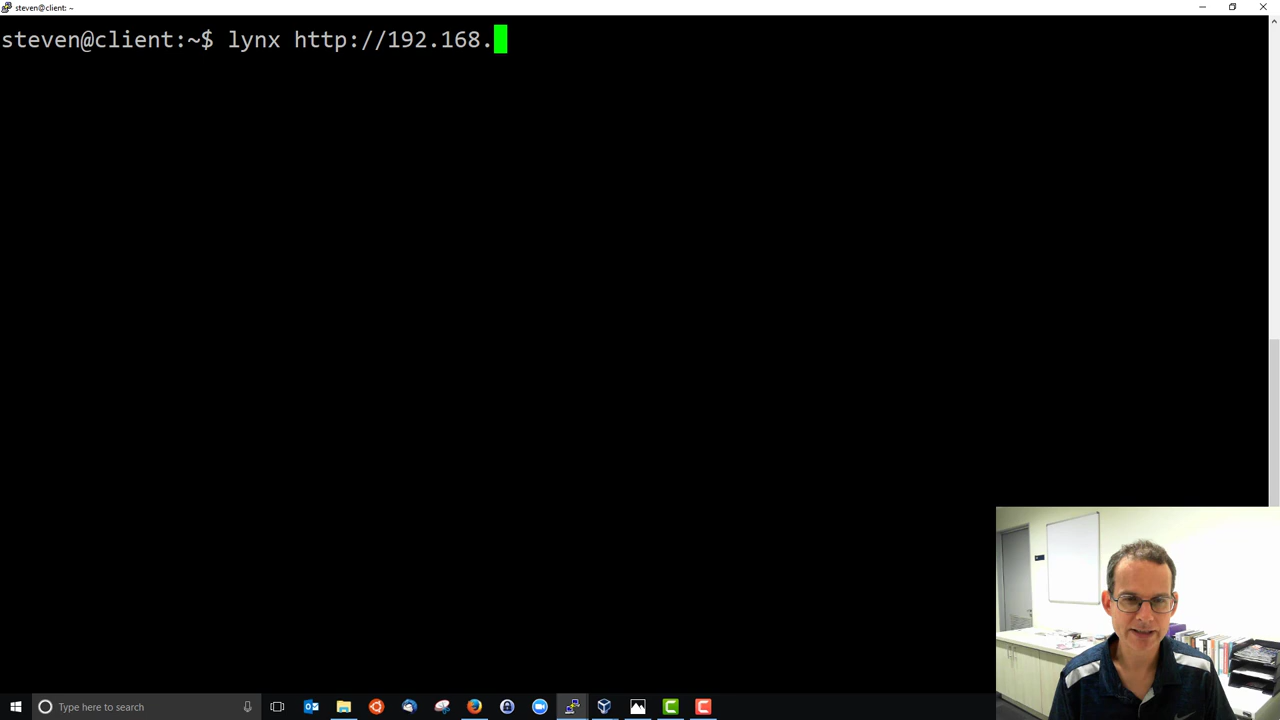 steven@client: ~
steven@client:~$ lynx http://192.168.
Type here to search